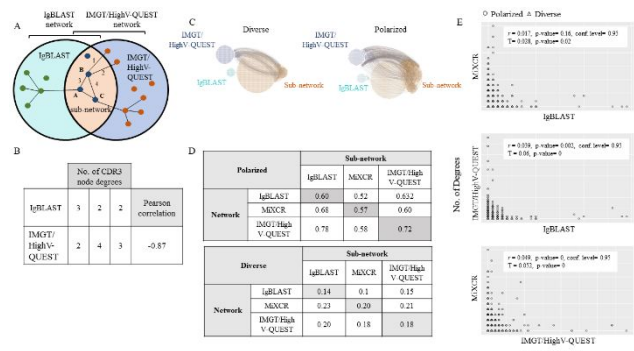 A
IgBLAST
network
IMGT/HighV-QUEST
network
IgBLAST
IMGT/
HighV-
QUEST
B
1
2
3
4
A
C
sub-network
B
No. of CDR3
node degrees
IgBLAST
3
2
2
Pearson
correlation
IMGT/
HighV-
QUEST
2
4
3
-0.87
C
Diverse
Polarized
IMGT/
HighV-QUEST
IgBLAST
Sub-network
IMGT/
HighV-QUEST
IgBLAST
Sub-network
D
Polarized
Sub-network
IgBLAST
MiXCR
IMGT/High
V-QUEST
Network
IgBLAST
0.60
0.52
0.632
MiXCR
0.68
0.57
0.60
IMGT/High
V-QUEST
0.78
0.58
0.72
Diverse
Sub-network
IgBLAST
MiXCR
IMGT/High
V-QUEST
Network
IgBLAST
0.14
0.1
0.15
MiXCR
0.23
0.20
0.21
IMGT/High
V-QUEST
0.20
0.18
0.18
E
Polarized
Diverse
No. of Degrees
MiXCR
r = 0.017, p-value= 0.16, conf. level= 0.95
T = 0.028, p-value= 0.02
IgBLAST
IMGT/HighV-QUEST
r = 0.039, p-value= 0.002, conf. level= 0.95
T = 0.06, p-value= 0
IgBLAST
MiXCR
r = 0.049, p-value= 0, conf. level= 0.95
T = 0.052, p-value= 0
IMGT/HighV-QUEST